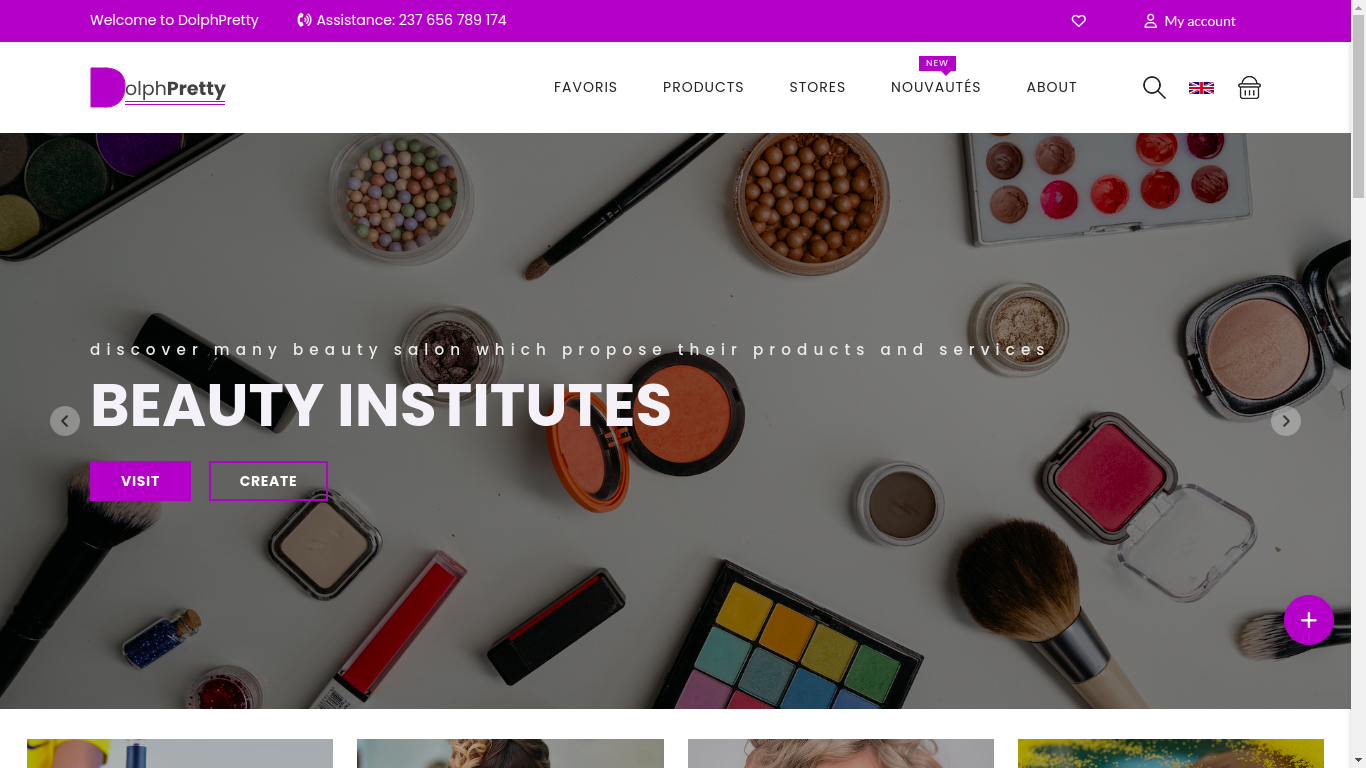 Welcome to DolphPretty
Assistance: 237 656 789 174
My account
DolphPretty
FAVORIS
PRODUCTS
STORES
NEW
NOUVAUTÉS
ABOUT
discover many beauty salon which propose their products and services
BEAUTY INSTITUTES
VISIT
CREATE